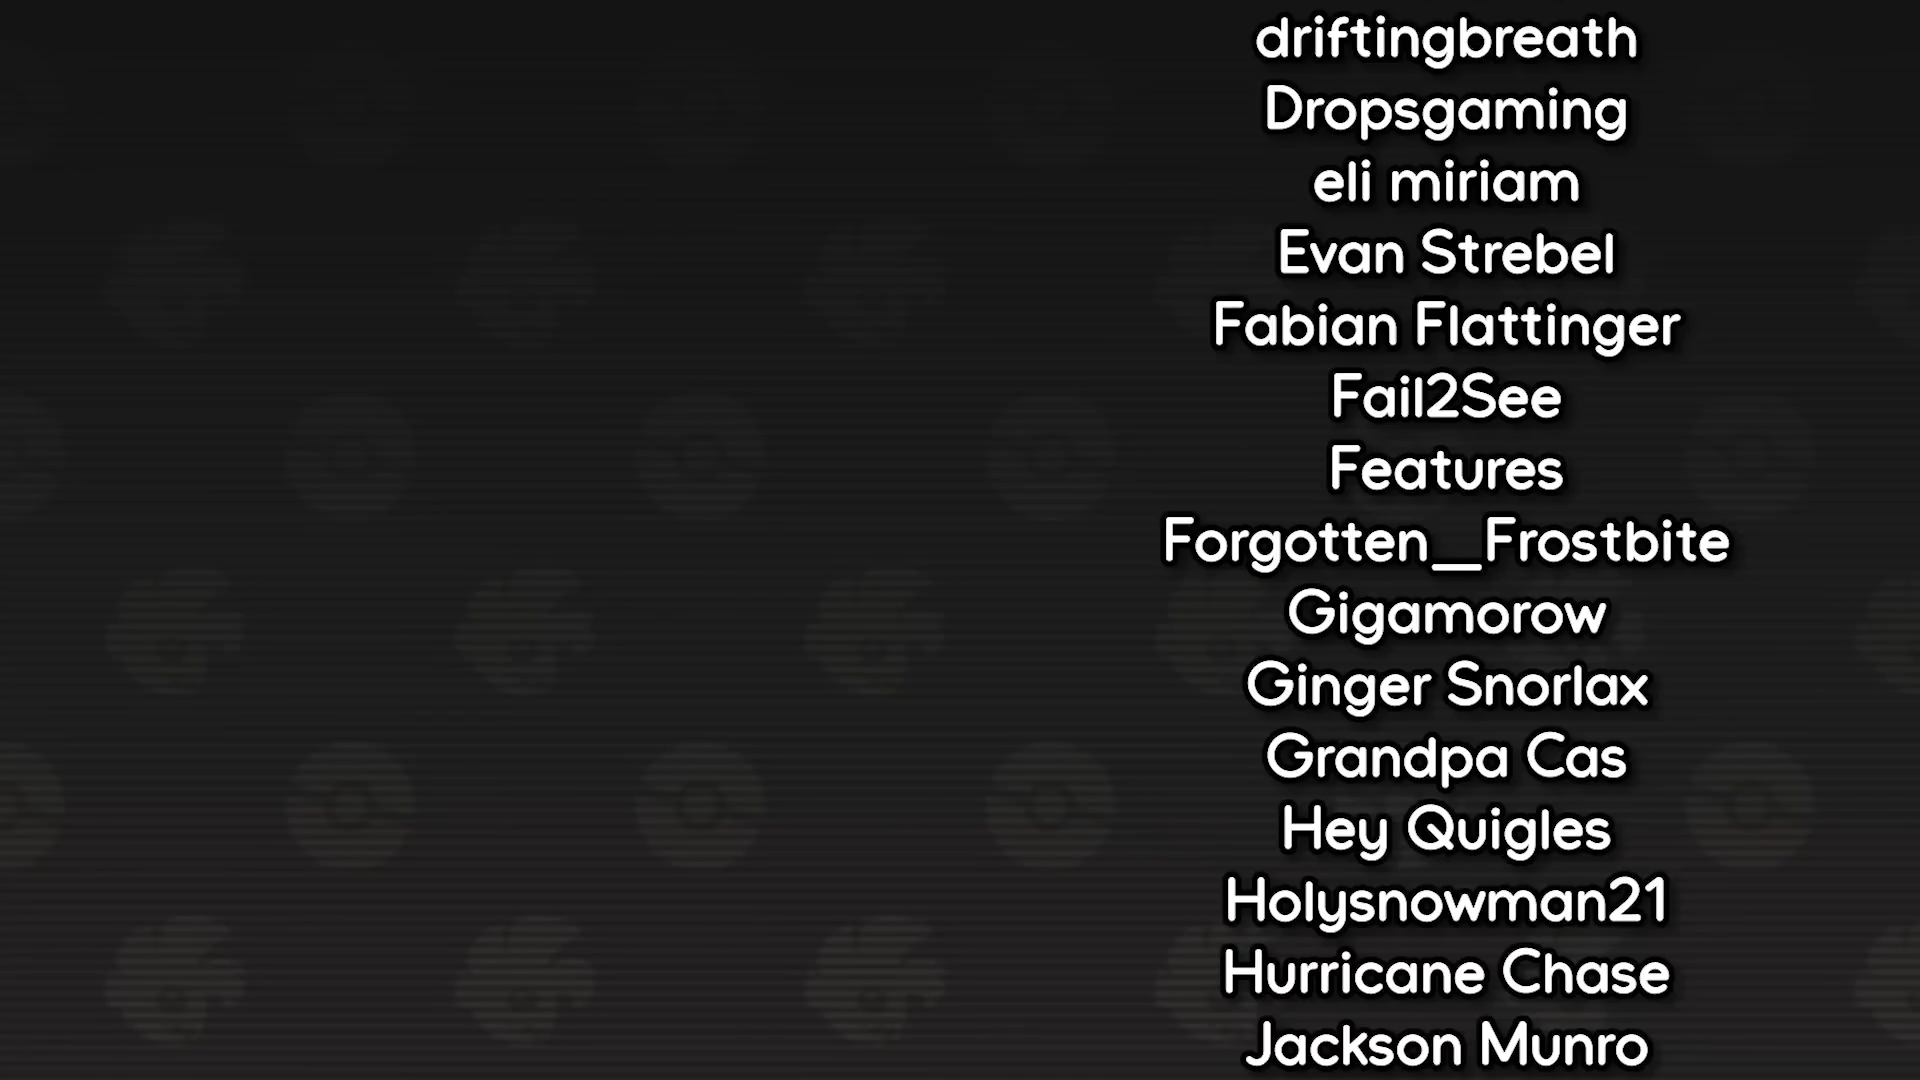 driftingbreath
Dropsgaming
eli miriam
Evan Strebel
Fabian Flattinger
Fail2See
Features
Forgotten_Frostbite
Gigamorow
Ginger Snorlax
Grandpa Cas
Hey Quigles
Holysnowman21
Hurricane Chase
Jackson Munro